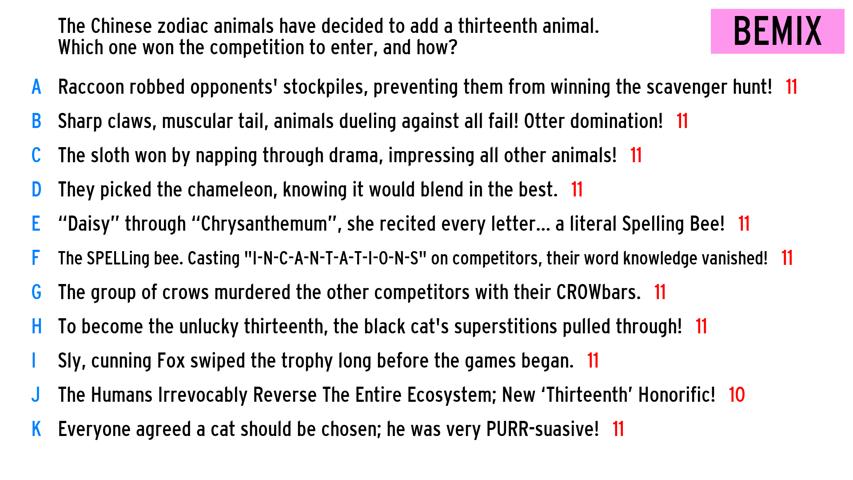 The Chinese zodiac animals have decided to add a thirteenth animal.
Which one won the competition to enter, and how?
BEMIX
A Raccoon robbed opponents' stockpiles, preventing them from winning the scavenger hunt! 11
B Sharp claws, muscular tail, animals dueling against all fail! Otter domination! 11
C The sloth won by napping through drama, impressing all other animals! 11
D They picked the chameleon, knowing it would blend in the best. 11
E “Daisy” through “Chrysanthemum”, she recited every letter... a literal Spelling Bee! 11
F The SPELLing bee. Casting "I-N-C-A-N-T-A-T-I-O-N-S" on competitors, their word knowledge vanished! 11
G The group of crows murdered the other competitors with their CROWbars. 11
H To become the unlucky thirteenth, the black cat's superstitions pulled through! 11
I Sly, cunning Fox swiped the trophy long before the games began. 11
J The Humans Irrevocably Reverse The Entire Ecosystem; New ‘Thirteenth’ Honorific! 10
K Everyone agreed a cat should be chosen; he was very PURR-suasive! 11